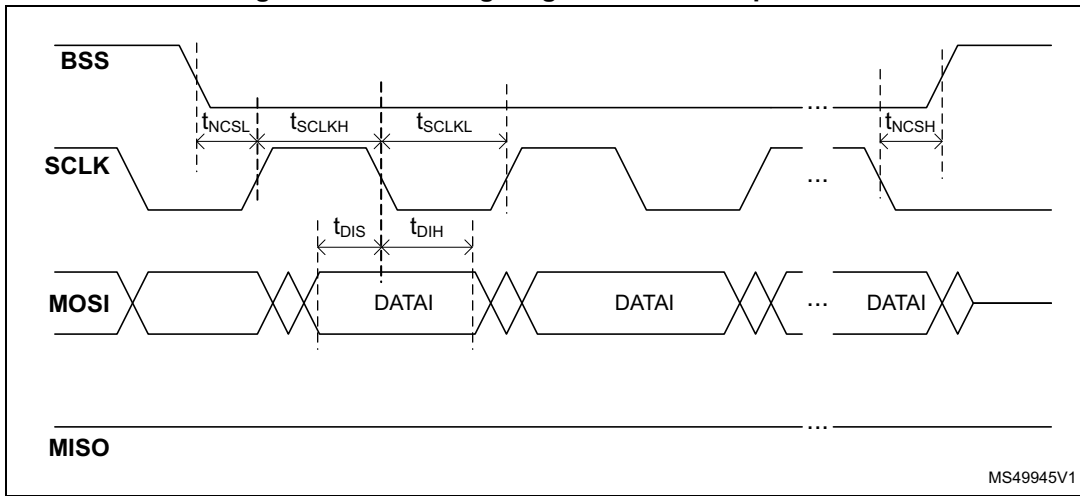 BSS
...
tNCSL tSCLKH tSCLKL tNCSH
SCLK
...
tDIS tDIH
MOSI DATAI DATAI ... DATAI
...
MISO
MS49945V1